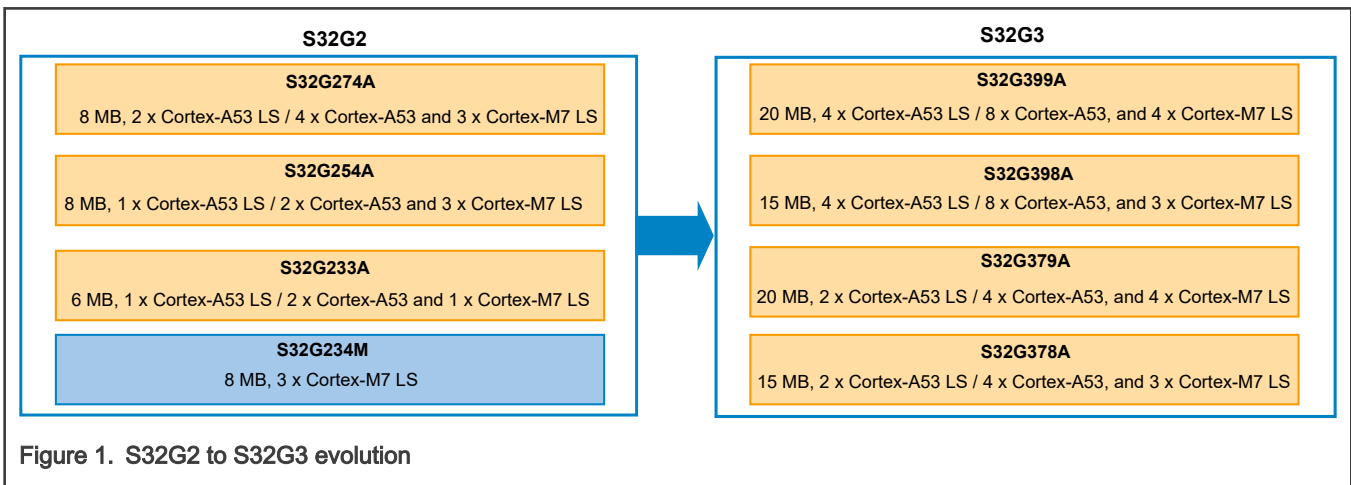 S32G2
S32G274A
8 MB, 2 x Cortex-A53 LS / 4 x Cortex-A53 and 3 x Cortex-M7 LS
S32G254A
8 MB, 1 x Cortex-A53 LS / 2 x Cortex-A53 and 3 x Cortex-M7 LS
S32G233A
6 MB, 1 x Cortex-A53 LS / 2 x Cortex-A53 and 1 x Cortex-M7 LS
S32G234M
8 MB, 3 x Cortex-M7 LS
S32G3
S32G399A
20 MB, 4 x Cortex-A53 LS / 8 x Cortex-A53, and 4 x Cortex-M7 LS
S32G398A
15 MB, 4 x Cortex-A53 LS / 8 x Cortex-A53, and 3 x Cortex-M7 LS
S32G379A
20 MB, 2 x Cortex-A53 LS / 4 x Cortex-A53, and 4 x Cortex-M7 LS
S32G378A
15 MB, 2 x Cortex-A53 LS / 4 x Cortex-A53, and 3 x Cortex-M7 LS
Figure 1. S32G2 to S32G3 evolution